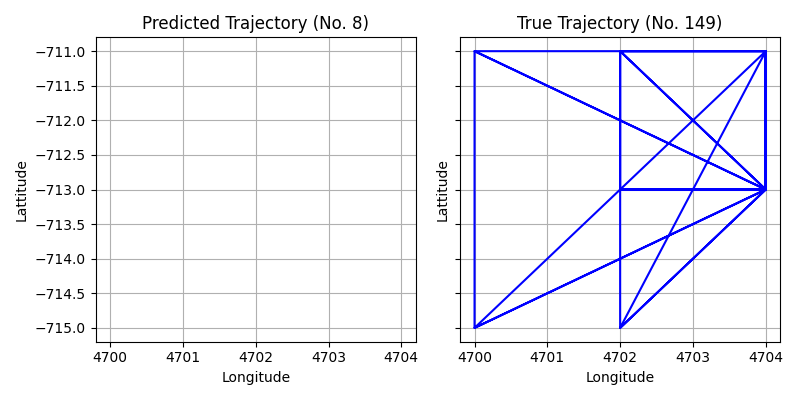 Predicted Trajectory (No. 8)
True Trajectory (No. 149)
−711.0
−711.5
−712.0
−712.5
−713.0
−713.5
−714.0
−714.5
−715.0
Lattitude
Lattitude
4700 4701 4702 4703 4704
4700 4701 4702 4703 4704
Longitude
Longitude